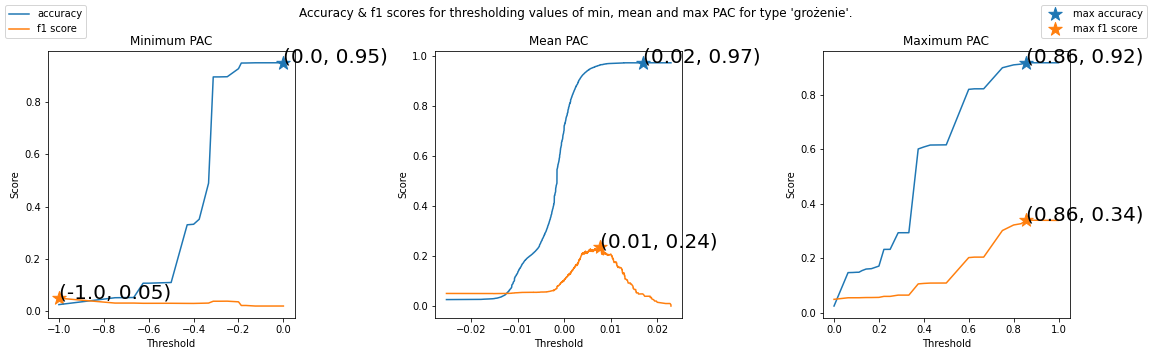 Accuracy & f1 scores for thresholding values of min, mean and max PAC for type 'grożenie'.
accuracy
f1 score
max accuracy
max f1 score
Minimum PAC
(0.0, 0.95)
(-1.0, 0.05)
Score
0.8
0.6
0.4
0.2
0.0
−1.0 −0.8 −0.6 −0.4 −0.2 0.0
Threshold
Mean PAC
(0.02, 0.97)
(0.01, 0.24)
Score
1.0
0.8
0.6
0.4
0.2
0.0
−0.02 −0.01 0.00 0.01 0.02
Threshold
Maximum PAC
(0.86, 0.92)
(0.86, 0.34)
Score
0.8
0.6
0.4
0.2
0.0
0.0 0.2 0.4 0.6 0.8 1.0
Threshold